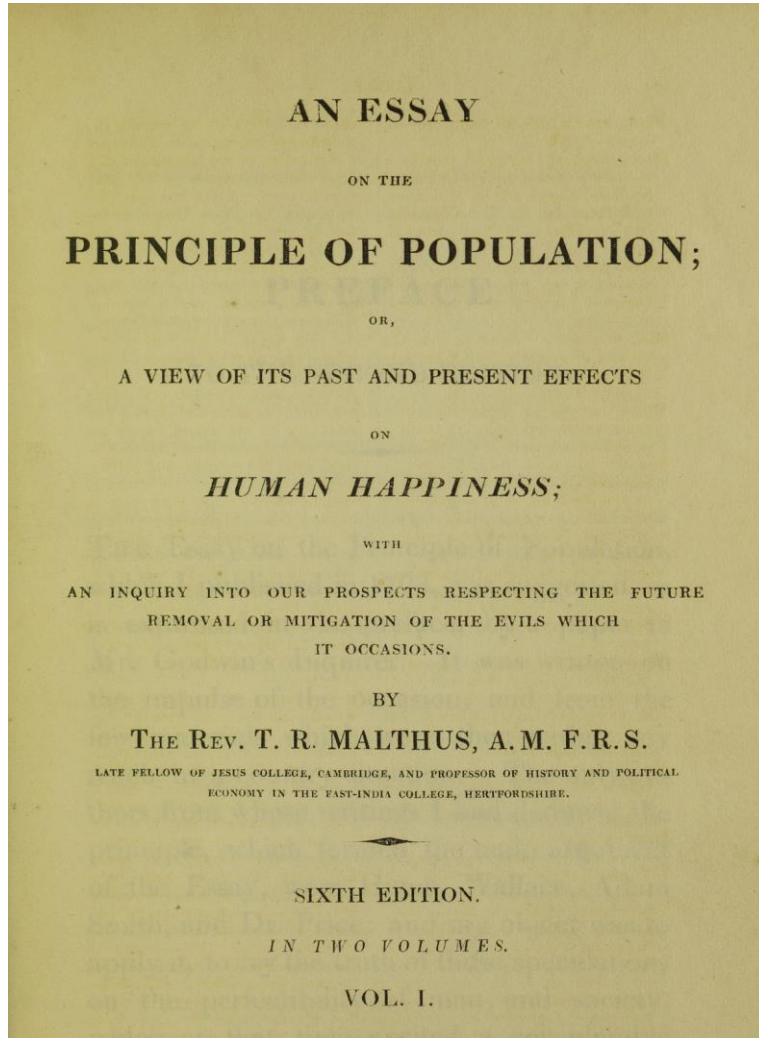 AN ESSAY
ON THE
PRINCIPLE OF POPULATION;
OR,
A VIEW OF ITS PAST AND PRESENT EFFECTS
ON
HUMAN HAPPINESS;
WITH
AN INQUIRY INTO OUR PROSPECTS RESPECTING THE FUTURE
REMOVAL OR MITIGATION OF THE EVILS WHICH
IT OCCASIONS.
BY
THE REV. T. R. MALTHUS, A.M. F.R.S.
LATE FELLOW OF JESUS COLLEGE, CAMBRIDGE, AND PROFESSOR OF HISTORY AND POLITICAL
ECONOMY IN THE EAST-INDIA COLLEGE, HERTFORDSHIRE.
SIXTH EDITION.
IN TWO VOLUMES.
VOL. I.